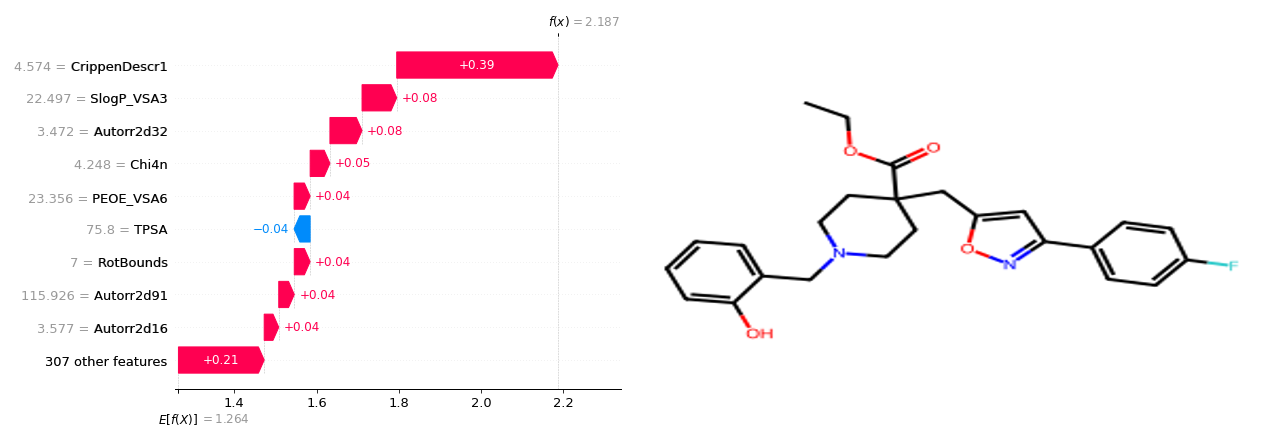 f(x) = 2.187
4.574 = CrippenDescr1
+0.39
22.497 = SlogP_VSA3
+0.08
3.472 = Autorr2d32
+0.08
4.248 = Chi4n
+0.05
23.356 = PEOE_VSA6
+0.04
75.8 = TPSA
−0.04
7 = RotBounds
+0.04
115.926 = Autorr2d91
+0.04
3.577 = Autorr2d16
+0.04
307 other features
+0.21
1.4 1.6 1.8 2.0 2.2
E[f(X)] = 1.264
O O
N O N F
OH